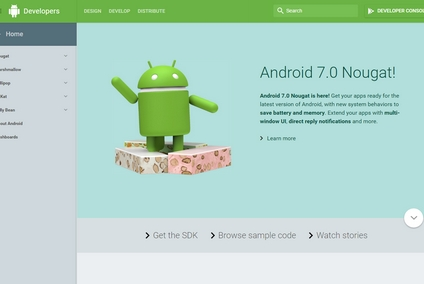 Developers
DESIGN DEVELOP DISTRIBUTE
Search
DEVELOPER CONSOL
Home
ugat
arshmallow
llipop
Kat
lly Bean
bout Android
shboards
Android 7.0 Nougat!
Android 7.0 Nougat is here! Get your apps ready for the
latest version of Android, with new system behaviors to
save battery and memory. Extend your apps with multi-
window UI, direct reply notifications and more.
Learn more
Get the SDK Browse sample code Watch stories